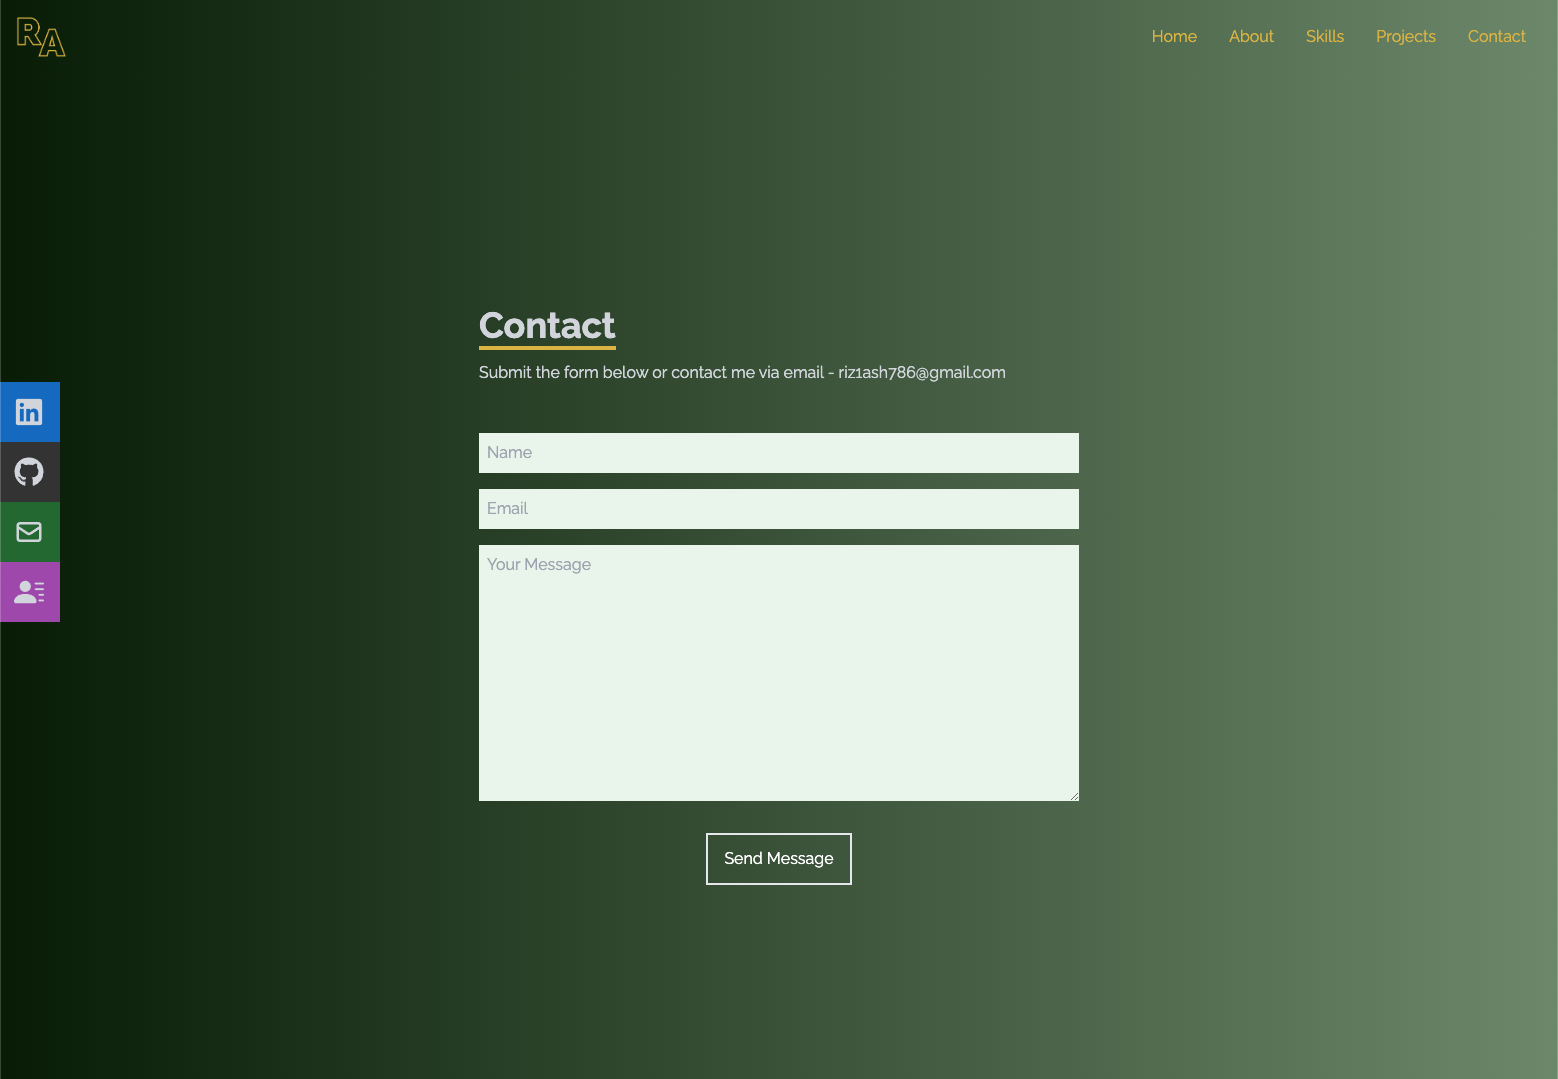 RA
Home About Skills Projects Contact
Contact
Submit the form below or contact me via email - riz1ash786@gmail.com
in
Name
Email
Your Message
Send Message